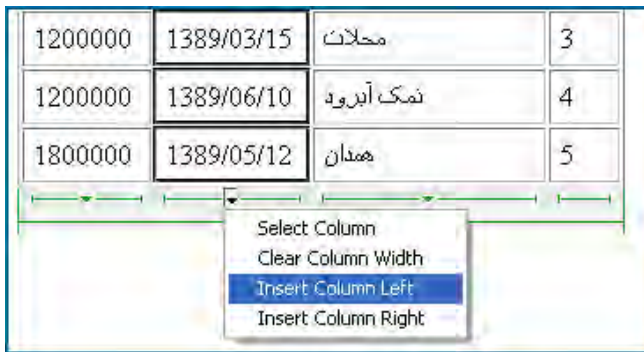 3 محلات 1389/03/15 1200000
4 نمک آبرود 1389/06/10 1200000
5 همدان 1389/05/12 1800000
Select Column
Clear Column Width
Insert Column Left
Insert Column Right